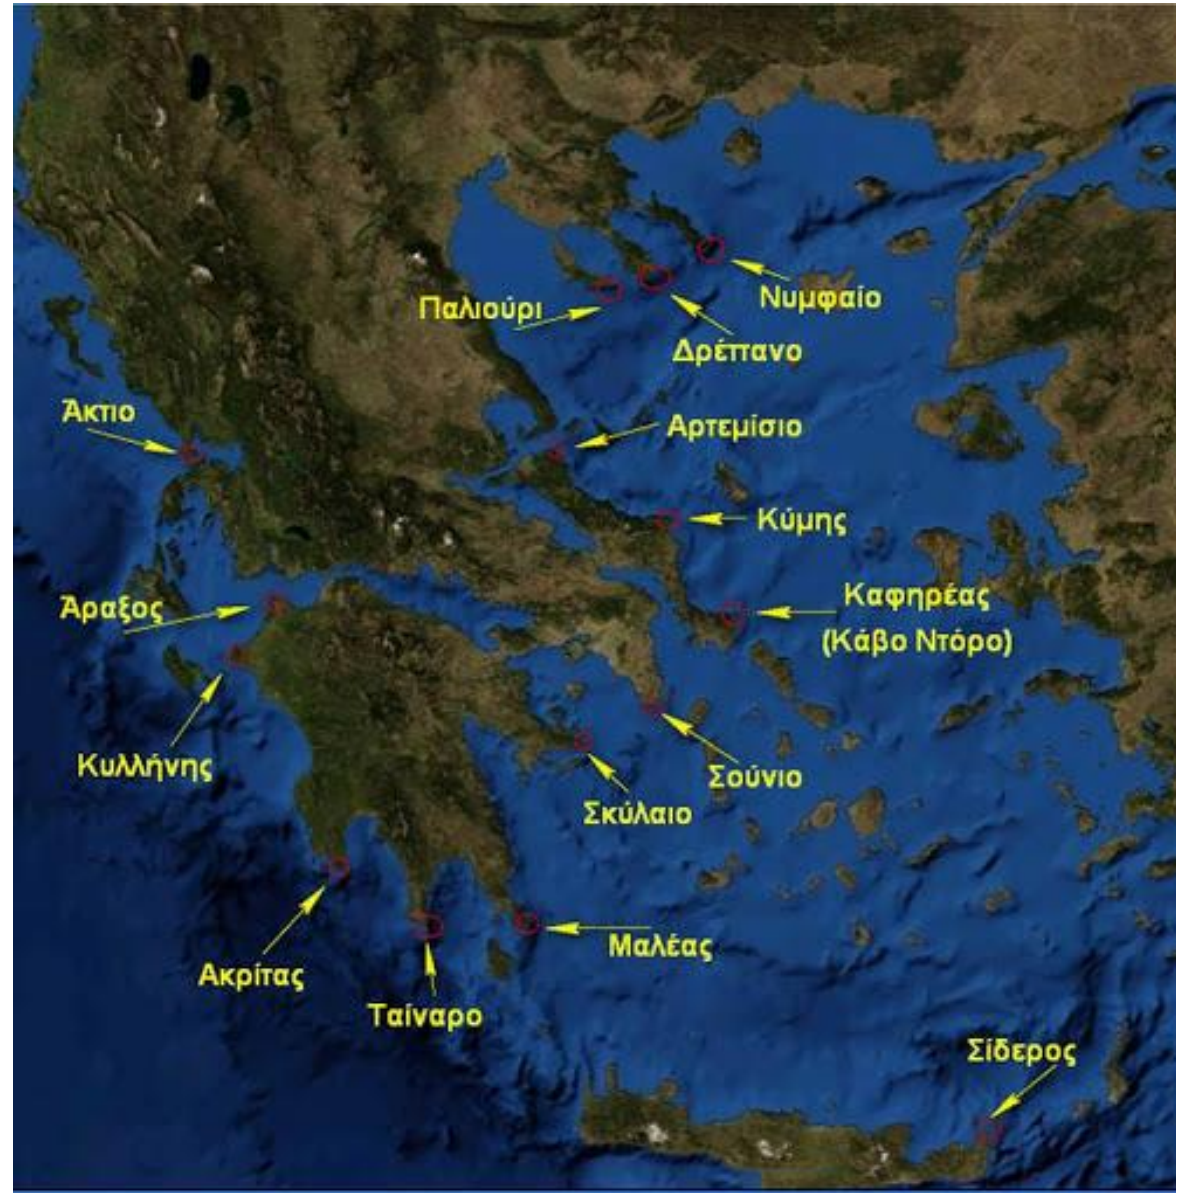 Νυμφαίο
Παλιούρι
Δρέπανο
Άκτιο
Αρτεμίσιο
Κύμης
Καφηρέας
(Κάβο Ντόρο)
Άραξος
Κυλλήνης
Σούνιο
Σκύλαιο
Μαλέας
Ακρίτας
Ταίναρο
Σίδερος